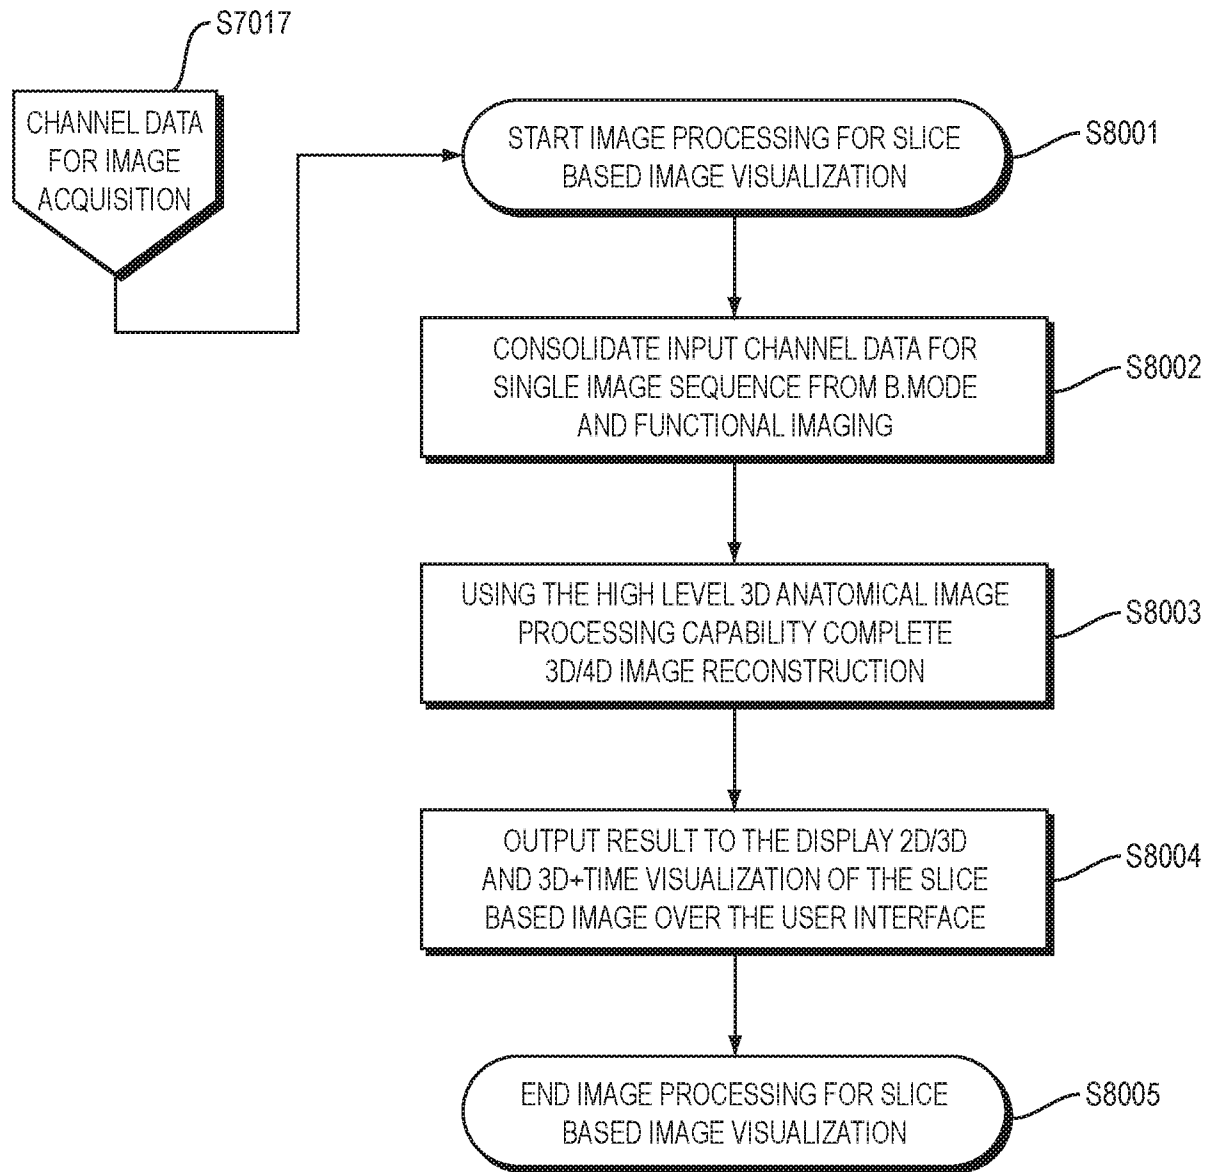 S7017
CHANNEL DATA
FOR IMAGE
ACQUISITION
START IMAGE PROCESSING FOR SLICE
BASED IMAGE VISUALIZATION
S8001
CONSOLIDATE INPUT CHANNEL DATA FOR
SINGLE IMAGE SEQUENCE FROM B.MODE
AND FUNCTIONAL IMAGING
S8002
USING THE HIGH LEVEL 3D ANATOMICAL IMAGE
PROCESSING CAPABILITY COMPLETE
3D/4D IMAGE RECONSTRUCTION
S8003
OUTPUT RESULT TO THE DISPLAY 2D/3D
AND 3D+TIME VISUALIZATION OF THE SLICE
BASED IMAGE OVER THE USER INTERFACE
S8004
END IMAGE PROCESSING FOR SLICE
BASED IMAGE VISUALIZATION
S8005